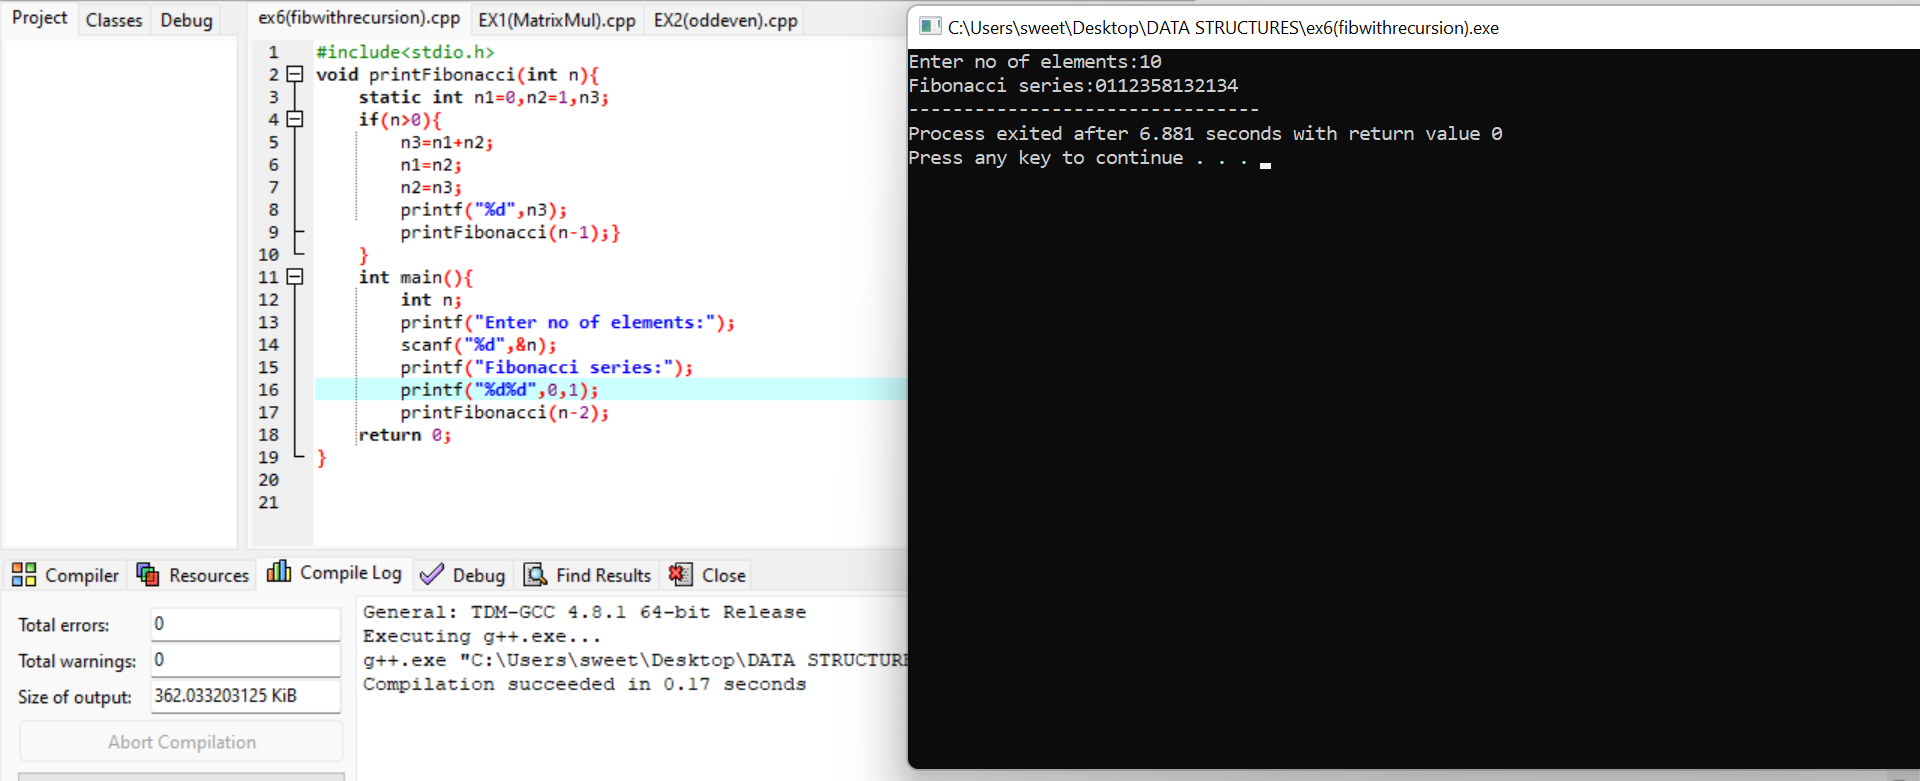 Project Classes Debug
ex6(fibwithrecursion).cpp EX1(MatrixMul).cpp EX2(oddeven).cpp
1 #include<stdio.h>
2 void printFibonacci(int n){
3 static int n1=0,n2=1,n3;
4 if(n>0){
5 n3=n1+n2;
6 n1=n2;
7 n2=n3;
8 printf("%d",n3);
9 printFibonacci(n-1);}
10 }
11 int main(){
12 int n;
13 printf("Enter no of elements:");
14 scanf("%d",&n);
15 printf("Fibonacci series:");
16 printf("%d%d",0,1);
17 printFibonacci(n-2);
18 return 0;
19 }
20
21
Compiler Resources Compile Log Debug Find Results Close
Total errors: 0
Total warnings: 0
Size of output: 362.033203125 KiB
Abort Compilation
General: TDM-GCC 4.8.1 64-bit Release
Executing g++.exe...
g++.exe "C:\Users\sweet\Desktop\DATA STRUCTURE
Compilation succeeded in 0.17 seconds
C:\Users\sweet\Desktop\DATA STRUCTURES\ex6(fibwithrecursion).exe
Enter no of elements:10
Fibonacci series:0112358132134
--------------------------------
Process exited after 6.881 seconds with return value 0
Press any key to continue . . .